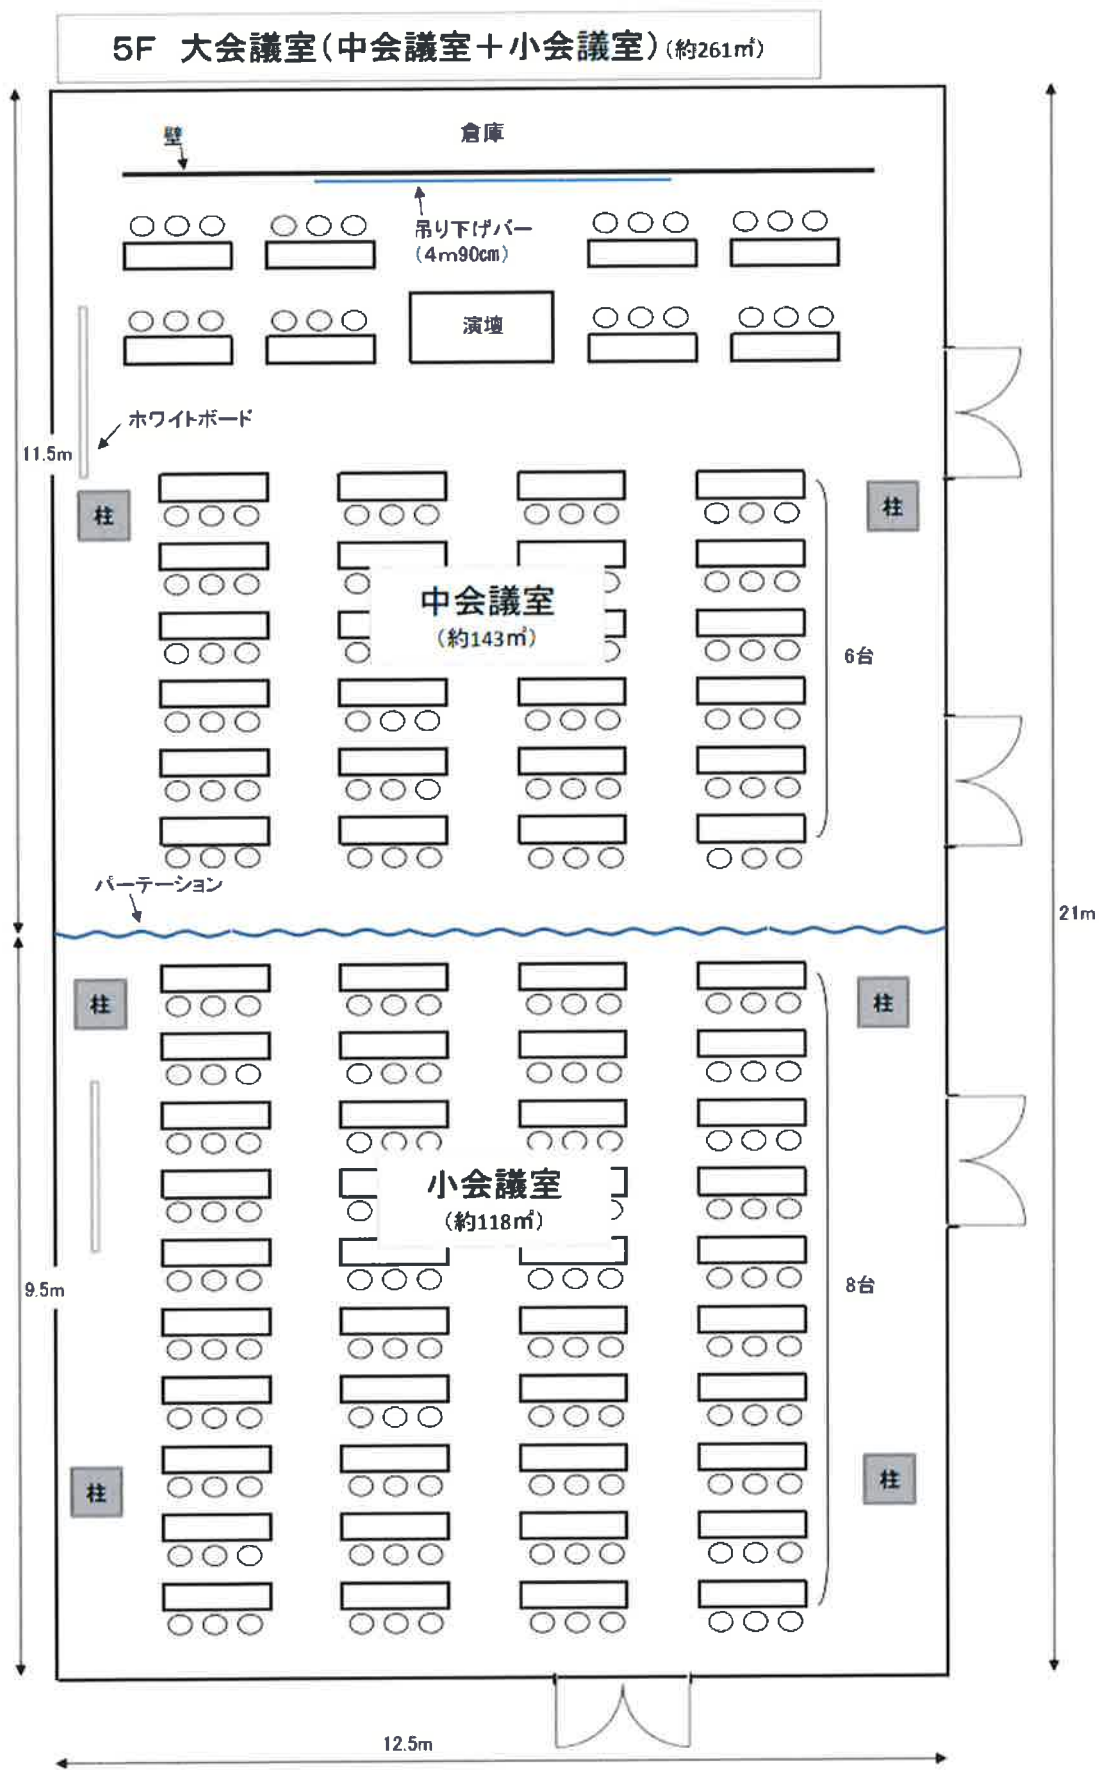 5F 大会議室(中会議室＋小会議室)(約261㎡)
壁
倉庫
吊り下げバー
(4m90cm)
演壇
ホワイトボード
11.5m
柱
柱
中会議室
(約143㎡)
6台
パーテーション
21m
柱
柱
小会議室
(約118㎡)
9.5m
8台
柱
柱
12.5m